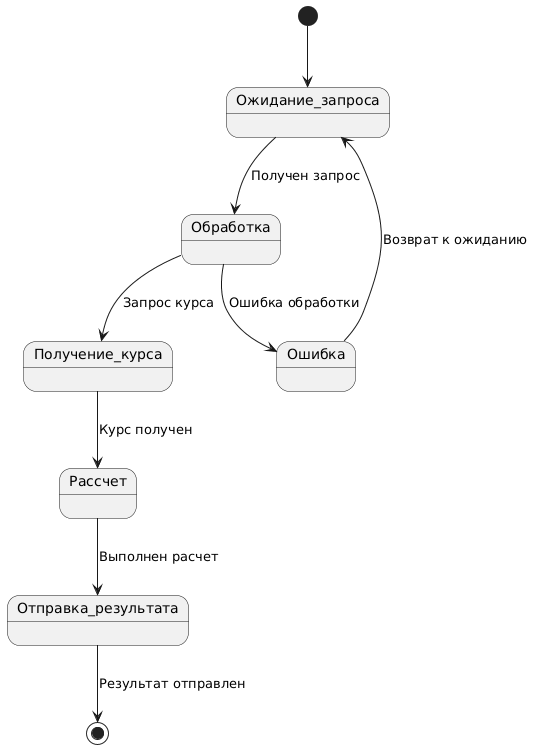 Ожидание_запроса
Получен запрос
Обработка
Возврат к ожиданию
Запрос курса
Ошибка обработки
Получение_курса
Ошибка
Курс получен
Рассчет
Выполнен расчет
Отправка_результата
Результат отправлен